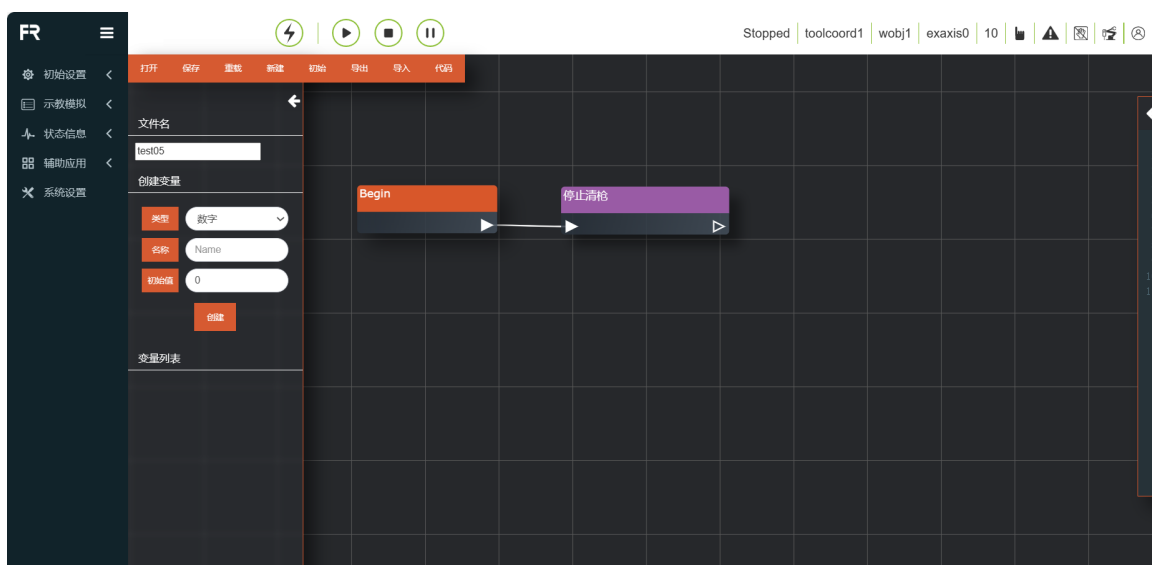 FR
Stopped toolcoord1 wobj1 exaxis0 10
初始设置
示教模拟
状态信息
辅助应用
系统设置
打开 保存 重载 新建 初始 导出 导入 代码
文件名
test05
创建变量
类型 数字
名称 Name
初始值 0
创建
变量列表
Begin
停止清枪